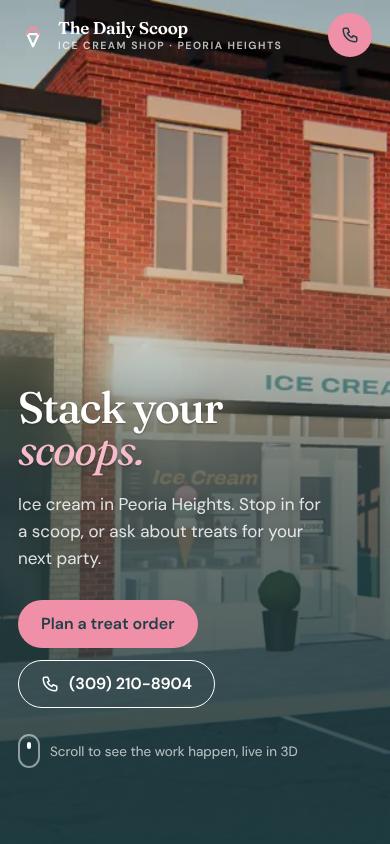 The Daily Scoop
ICE CREAM SHOP · PEORIA HEIGHTS
ICE CREA
Stack your
scoops.
Ice Cream
Ice cream in Peoria Heights. Stop in for
a scoop, or ask about treats for your
next party.
CLOSED
Plan a treat order
(309) 210-8904
Scroll to see the work happen, live in 3D